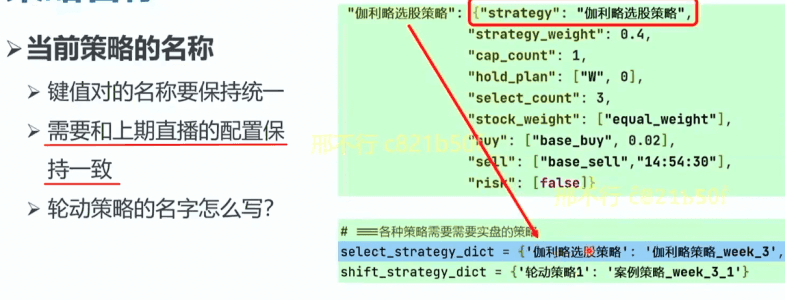 当前策略的名称
键值对的名称要保持统一
需要和上期直播的配置保
持一致
轮动策略的名字怎么写?
"伽利略选股策略": {"strategy": "伽利略选股策略",
"strategy_weight": 0.4,
"cap_count": 1,
"hold_plan": ["W", 0],
"select_count": 3,
"stock_weight": ["equal_weight"],
"buy": ["base_buy", 0.02],
"sell": ["base_sell","14:54:30"],
"risk": [false]}
邢不行 c821b50f
邢不行 c821b50f
# ===各种策略需要需要实盘的策略
select_strategy_dict = {'伽利略选股策略': '伽利略策略_week_3',
shift_strategy_dict = {'轮动策略1': '案例策略_week_3_1'}